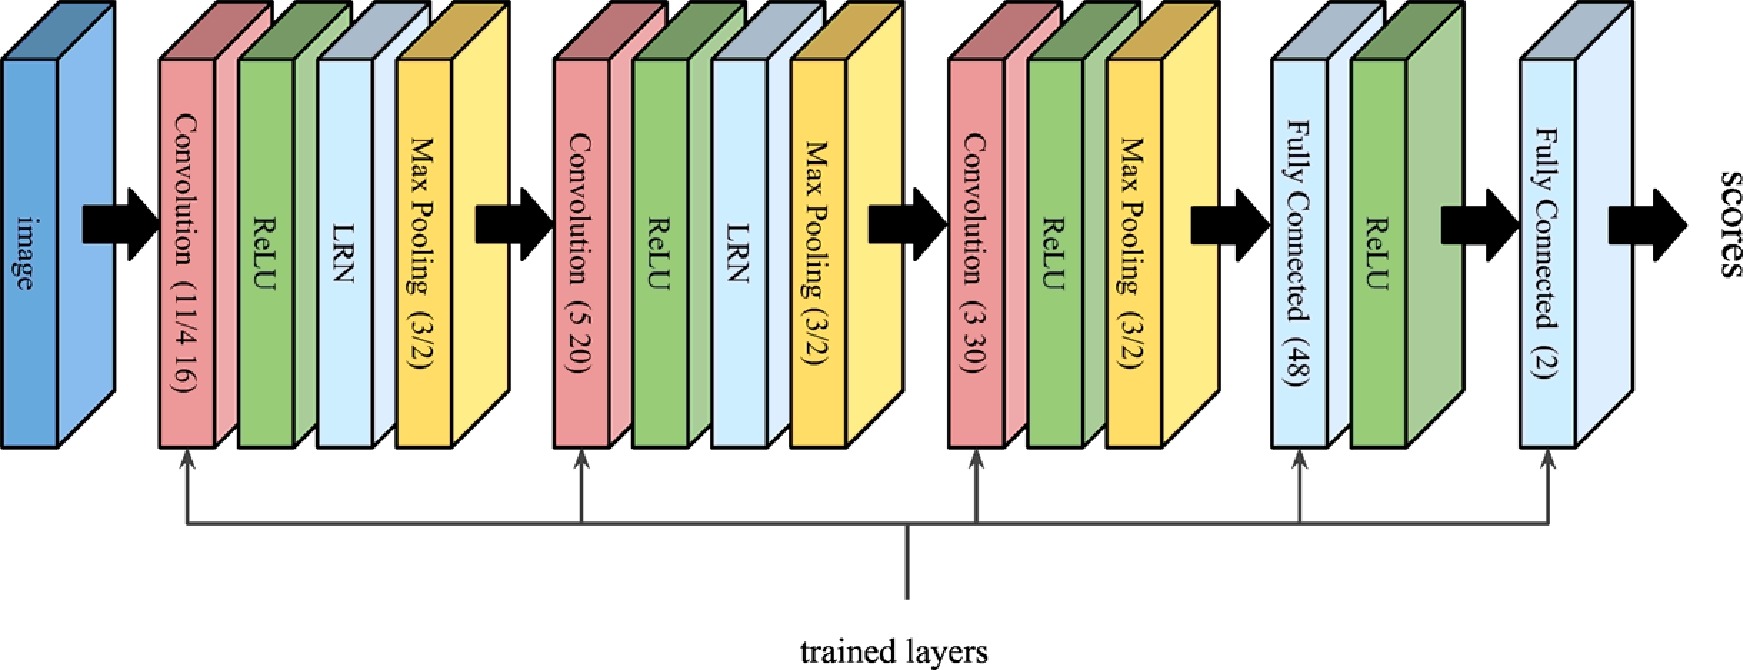 image
Convolution (11/4 16)
ReLU
LRN
Max Pooling (3/2)
Convolution (5 20)
ReLU
LRN
Max Pooling (3/2)
Convolution (3 30)
ReLU
Max Pooling (3/2)
Fully Connected (48)
ReLU
Fully Connected (2)
scores
trained layers